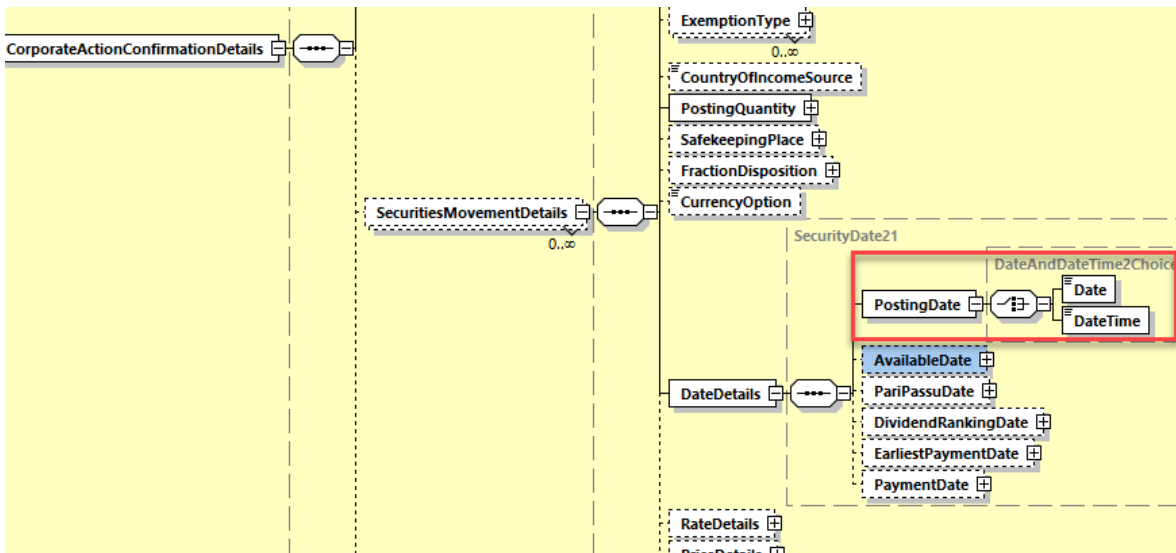 ExemptionType
0..∞
CorporateActionConfirmationDetails
CountryOfIncomeSource
PostingQuantity
SafekeepingPlace
FractionDisposition
CurrencyOption
SecuritiesMovementDetails
0..∞
SecurityDate21
DateAndDateTime2Choice
PostingDate
Date
DateTime
AvailableDate
DateDetails
PariPassuDate
DividendRankingDate
EarliestPaymentDate
PaymentDate
RateDetails
PriceDetails